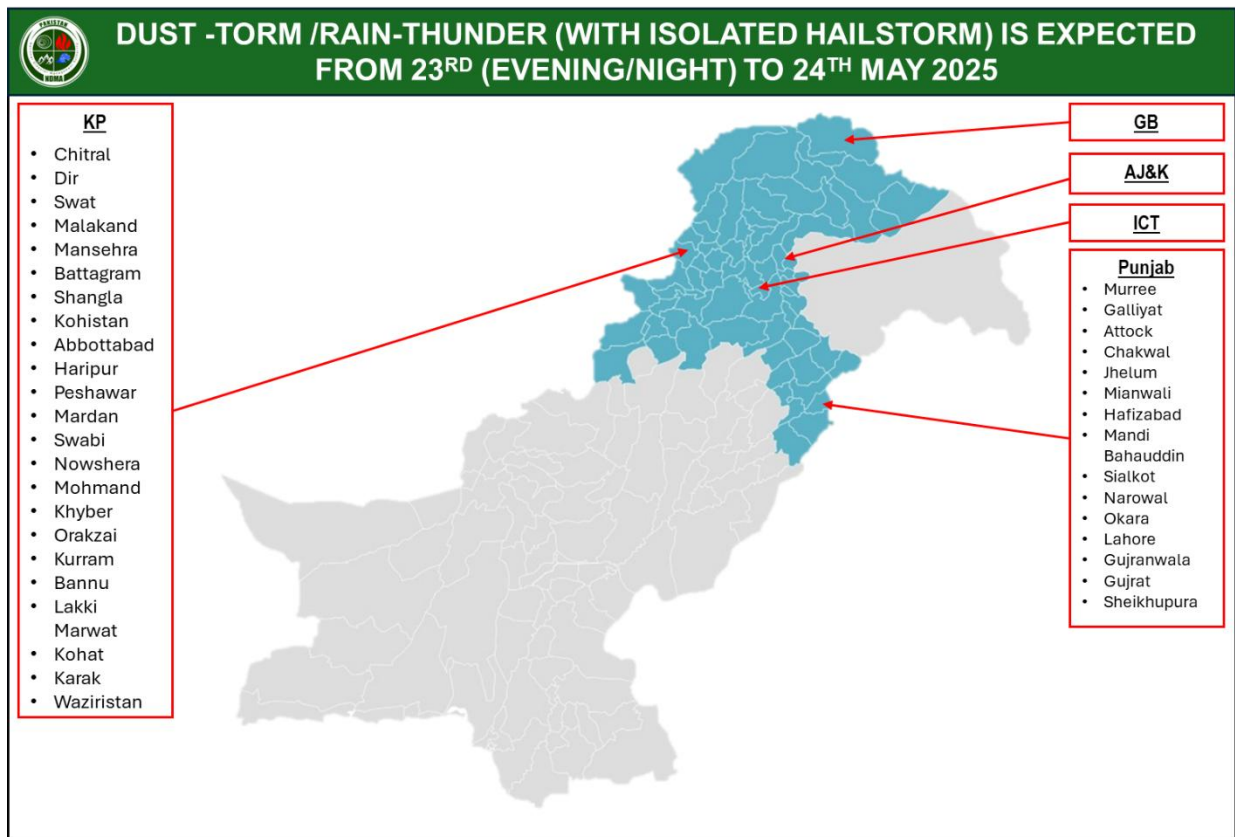 DUST -TORM /RAIN-THUNDER (WITH ISOLATED HAILSTORM) IS EXPECTED
FROM 23RD (EVENING/NIGHT) TO 24TH MAY 2025
PAKISTAN
NDMA
KP
• Chitral
• Dir
• Swat
• Malakand
• Mansehra
• Battagram
• Shangla
• Kohistan
• Abbottabad
• Haripur
• Peshawar
• Mardan
• Swabi
• Nowshera
• Mohmand
• Khyber
• Orakzai
• Kurram
• Bannu
• Lakki
Marwat
• Kohat
• Karak
• Waziristan
GB
AJ&K
ICT
Punjab
• Murree
• Galliyat
• Attock
• Chakwal
• Jhelum
• Mianwali
• Hafizabad
• Mandi
Bahauddin
• Sialkot
• Narowal
• Okara
• Lahore
• Gujranwala
• Gujrat
• Sheikhupura